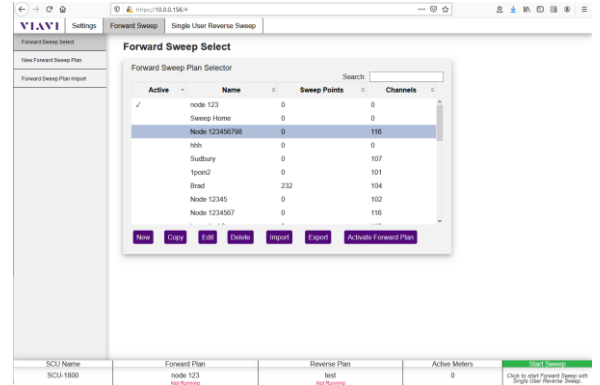 https://10.0.0.156/#
VIAVI Settings Forward Sweep Single User Reverse Sweep
Forward Sweep Select
New Forward Sweep Plan
Forward Sweep Plan Import
Forward Sweep Select
Forward Sweep Plan Selector
Search:
Active Name Sweep Points Channels
✓ node 123 0 0
Sweep Home 0 0
Node 123456798 0 116
hhh 0 0
Sudbury 0 107
1poin2 0 101
Brad 232 104
Node 12345 0 102
Node 1234567 0 116
New Copy Edit Delete Import Export Activate Forward Plan
SCU Name Forward Plan Reverse Plan Active Meters Start Sweep
SCU-1800 node 123 test 0 Click to start Forward Sweep with
Not Running Not Running Single User Reverse Sweep